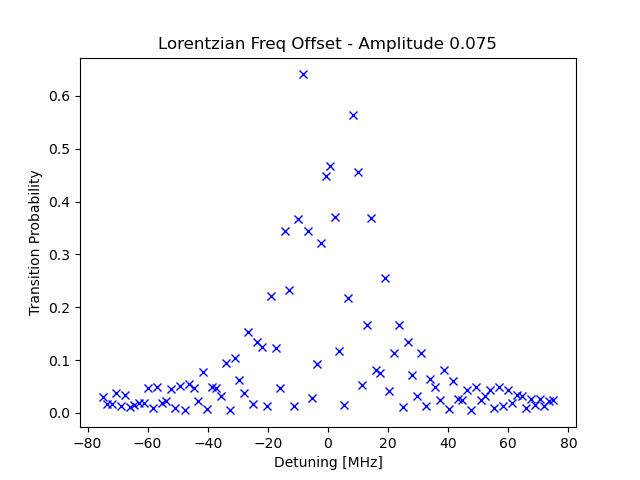 Lorentzian Freq Offset - Amplitude 0.075
0.6
0.5
0.4
0.3
0.2
0.1
0.0
Transition Probability
−80 −60 −40 −20 0 20 40 60 80
Detuning [MHz]